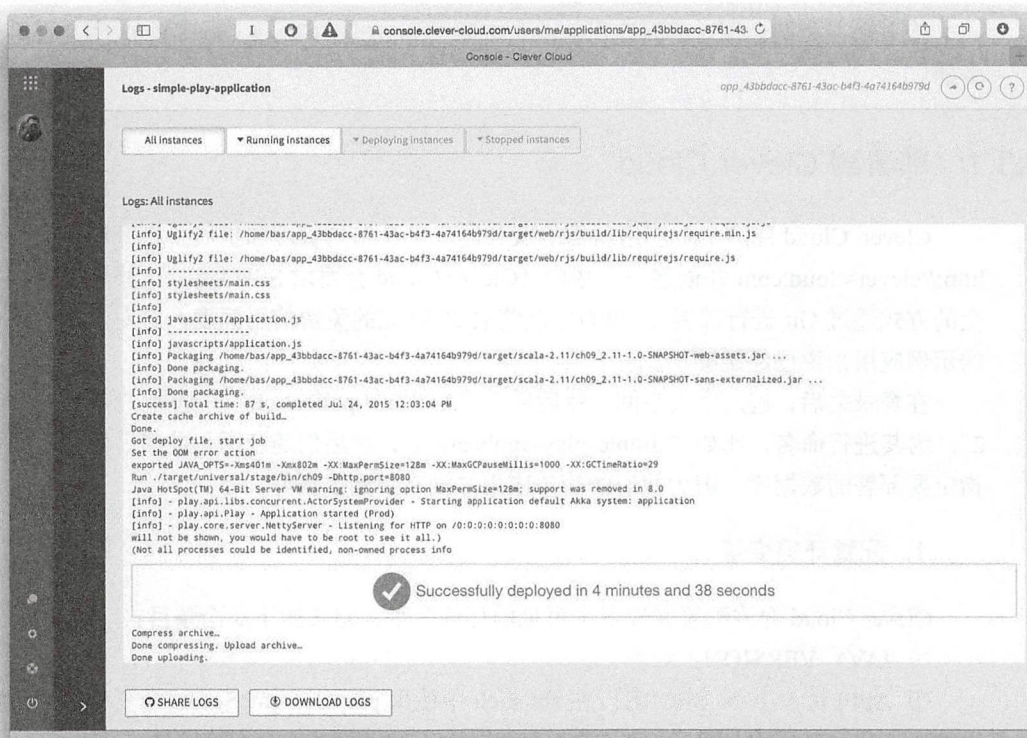 console.clever-cloud.com/users/me/applications/app_43bbdacc-8761-43
Console - Clever Cloud
Logs - simple-play-application
app_43bbdacc-8761-43ac-b4f3-4a74164b979d
All instances
Running instances
Deploying instances
Stopped instances
Logs: All instances
[info] Uglify2 file: /home/bas/app_43bbdacc-8761-43ac-b4f3-4a74164b979d/target/web/rjs/build/lib/requirejs/require.min.js
[info]
[info] Uglify2 file: /home/bas/app_43bbdacc-8761-43ac-b4f3-4a74164b979d/target/web/rjs/build/lib/requirejs/require.js
[info] ----------------
[info] stylesheets/main.css
[info] stylesheets/main.css
[info]
[info] javascripts/application.js
[info] ----------------
[info] javascripts/application.js
[info] Packaging /home/bas/app_43bbdacc-8761-43ac-b4f3-4a74164b979d/target/scala-2.11/ch09_2.11-1.0-SNAPSHOT-web-assets.jar ...
[info] Done packaging.
[info] Packaging /home/bas/app_43bbdacc-8761-43ac-b4f3-4a74164b979d/target/scala-2.11/ch09_2.11-1.0-SNAPSHOT-sans-externalized.jar ...
[info] Done packaging.
[success] Total time: 87 s, completed Jul 24, 2015 12:03:04 PM
Create cache archive of build…
Done.
Got deploy file, start job
Set the OOM error action
exported JAVA_OPTS=-Xms401m -Xmx802m -XX:MaxPermSize=128m -XX:MaxGCPauseMillis=1000 -XX:GCTimeRatio=29
Run ./target/universal/stage/bin/ch09 -Dhttp.port=8080
Java HotSpot(TM) 64-Bit Server VM warning: ignoring option MaxPermSize=128m; support was removed in 8.0
[info] - play.api.libs.concurrent.ActorSystemProvider - Starting application default Akka system: application
[info] - play.api.Play - Application started (Prod)
[info] - play.core.server.NettyServer - Listening for HTTP on /0:0:0:0:0:0:0:0:8080
will not be shown, you would have to be root to see it all.)
(Not all processes could be identified, non-owned process info
Successfully deployed in 4 minutes and 38 seconds
Compress archive…
Done compressing. Upload archive…
Done uploading.
SHARE LOGS
DOWNLOAD LOGS